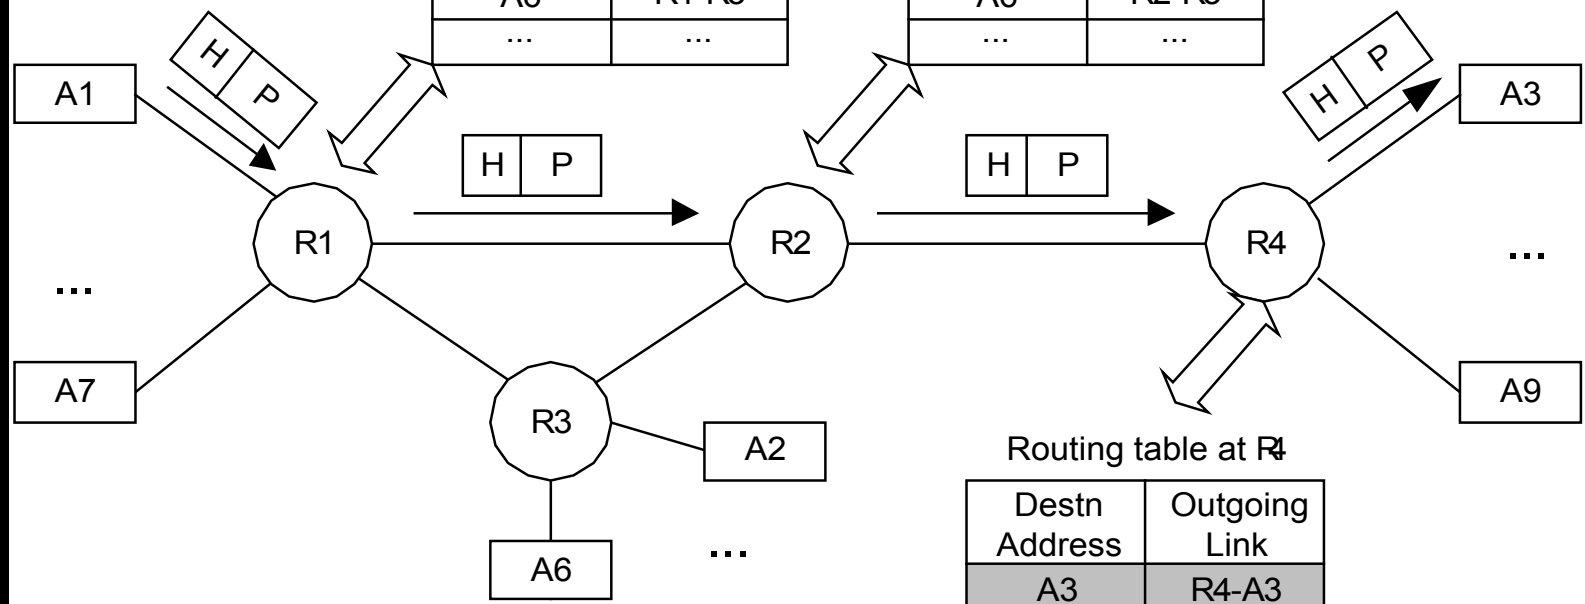 ... ...
... ...
H P
H P
A1
A3
H P
H P
R1
R2
R4
...
...
A7
A9
R3
A2
Routing table at R4
Destn Address
Outgoing Link
A6
...
A3 R4-A3